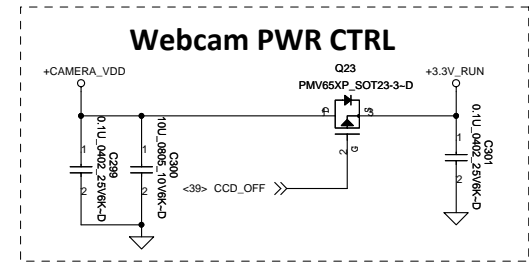 Webcam PWR CTRL
+CAMERA_VDD
Q23
PMV65XP_SOT23-3~D
+3.3V_RUN
1
D
S
3
2
G
0.1U_0402_25V6K~D
C299
1
2
10U_0805_10V6K~D
C300
1
2
<39> CCD_OFF
0.1U_0402_25V6K~D
C301
1
2